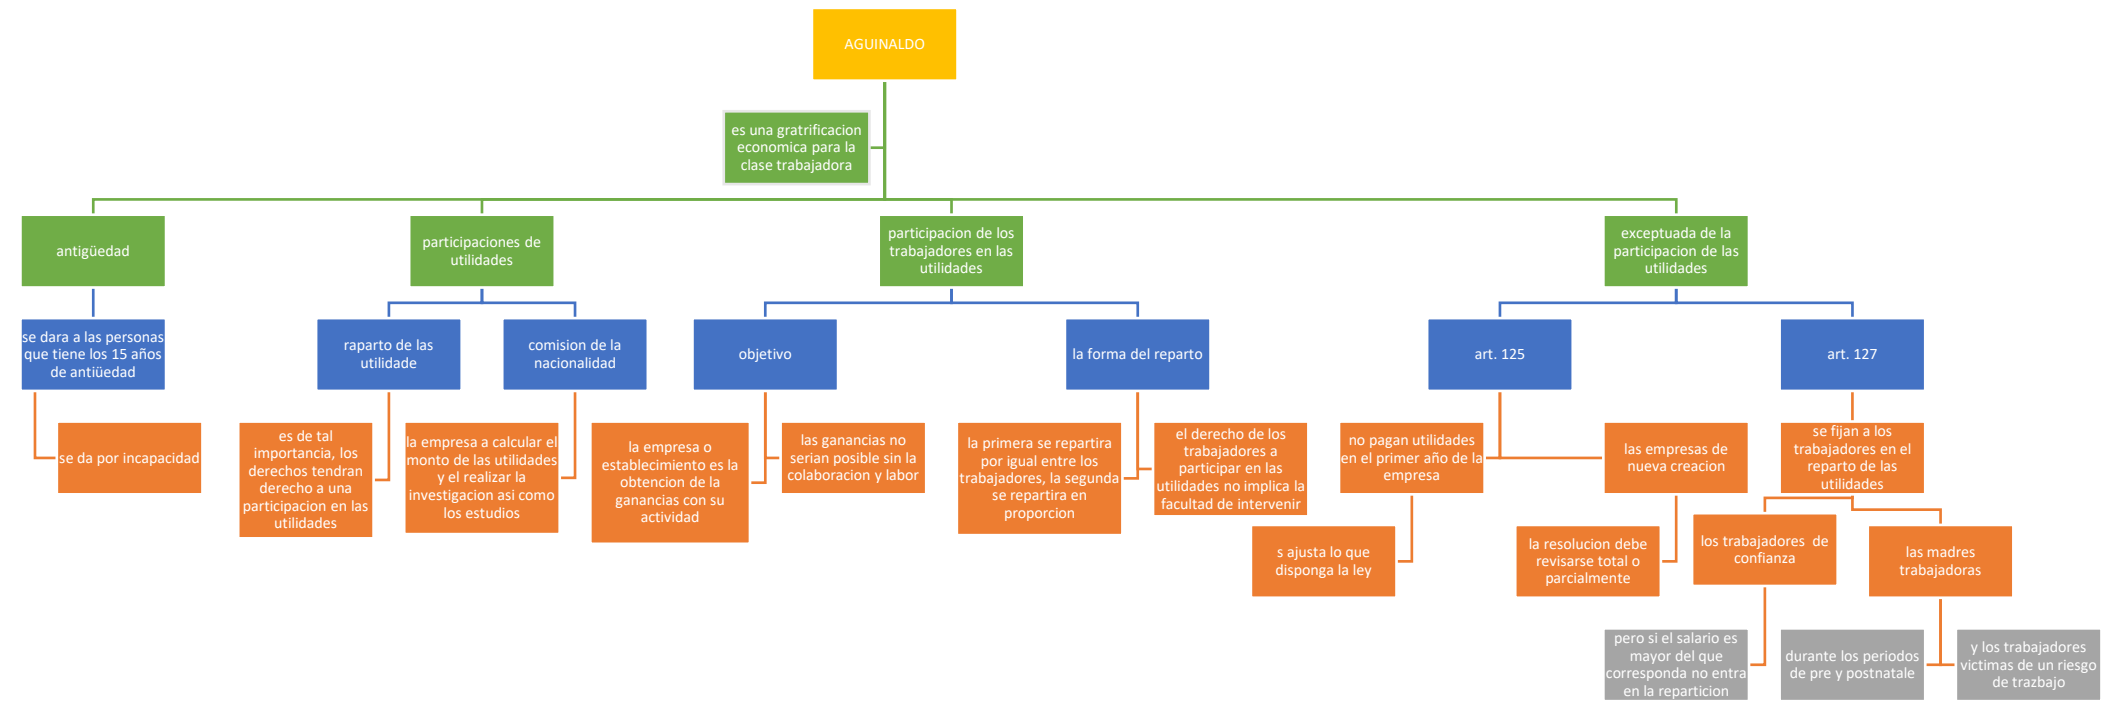 AGUINALDO
es una gratrificacion
economica para la
clase trabajadora
antigüedad
participaciones de
utilidades
participacion de los
trabajadores en las
utilidades
exceptuada de la
participacion de las
utilidades
se dara a las personas
que tiene los 15 años
de antiüedad
raparto de las
utilidade
comision de la
nacionalidad
objetivo
la forma del reparto
art. 125
art. 127
se da por incapacidad
es de tal
importancia, los
derechos tendran
derecho a una
participacion en las
utilidades
la empresa a calcular el
monto de las utilidades
y el realizar la
investigacion asi como
los estudios
la empresa o
establecimiento es la
obtencion de la
ganancias con su
actividad
las ganancias no
serian posible sin la
colaboracion y labor
la primera se repartira
por igual entre los
trabajadores, la segunda
se repartira en
proporcion
el derecho de los
trabajadores a
participar en las
utilidades no implica la
facultad de intervenir
no pagan utilidades
en el primer año de la
empresa
las empresas de
nueva creacion
se fijan a los
trabajadores en el
reparto de las
utilidades
s ajusta lo que
disponga la ley
la resolucion debe
revisarse total o
parcialmente
los trabajadores de
confianza
las madres
trabajadoras
pero si el salario es
mayor del que
corresponda no entra
en la reparticion
durante los periodos
de pre y postnatale
y los trabajadores
victimas de un riesgo
de trazbajo